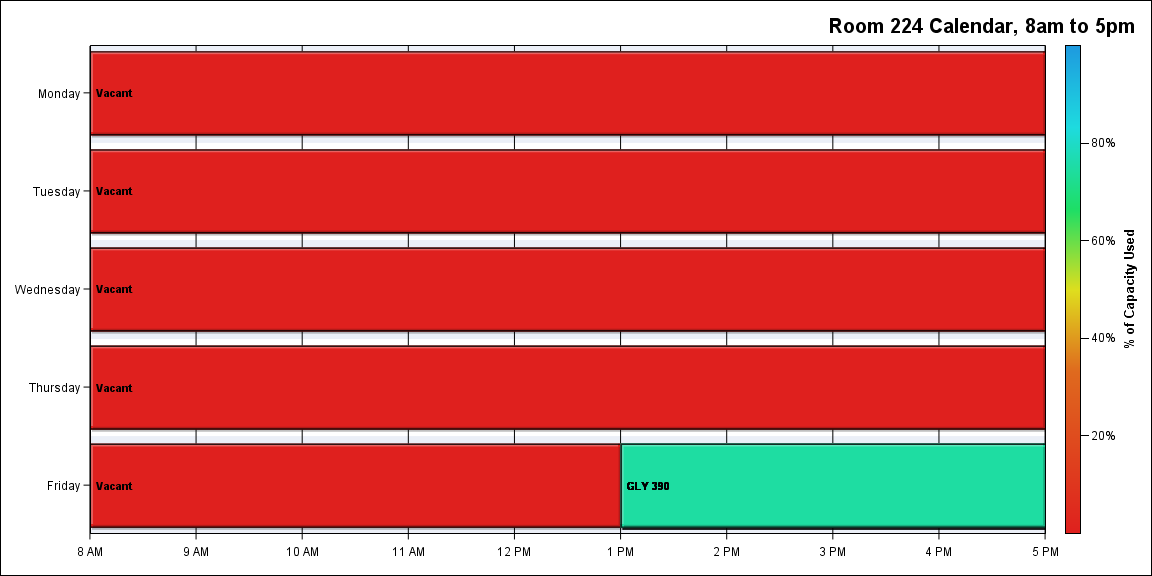 Room 224 Calendar, 8am to 5pm
Monday
Vacant
Tuesday
Vacant
Wednesday
Vacant
Thursday
Vacant
Friday
Vacant
GLY 390
8 AM 9 AM 10 AM 11 AM 12 PM 1 PM 2 PM 3 PM 4 PM 5 PM
80%
60%
40%
20%
% of Capacity Used